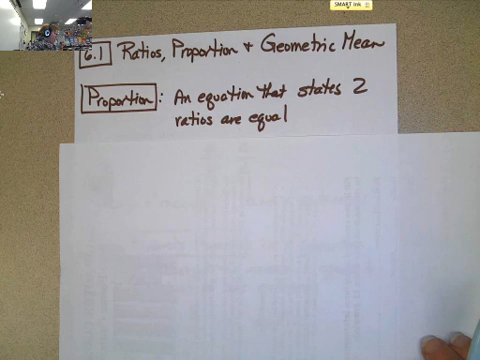 SMART Ink
6.1 Ratios, Proportion + Geometric Mean
Proportion: An equation that states 2
ratios are equal